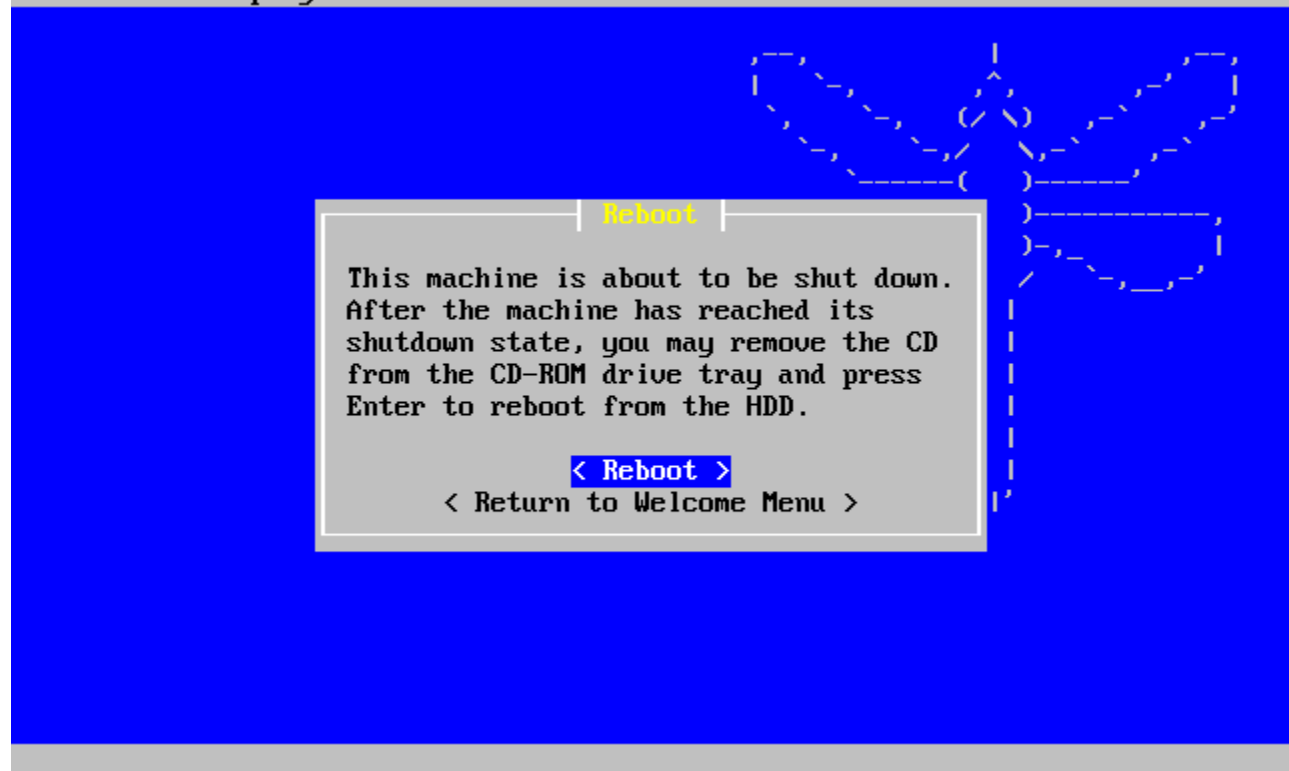 Reboot
This machine is about to be shut down.
After the machine has reached its
shutdown state, you may remove the CD
from the CD-ROM drive tray and press
Enter to reboot from the HDD.
< Reboot >
< Return to Welcome Menu >